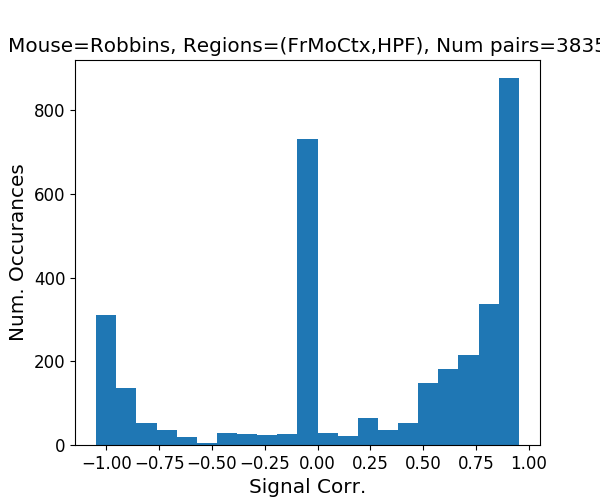 Mouse=Robbins, Regions=(FrMoCtx,HPF), Num pairs=3835
Num. Occurances
800
600
400
200
0
−1.00 −0.75 −0.50 −0.25 0.00 0.25 0.50 0.75 1.00
Signal Corr.